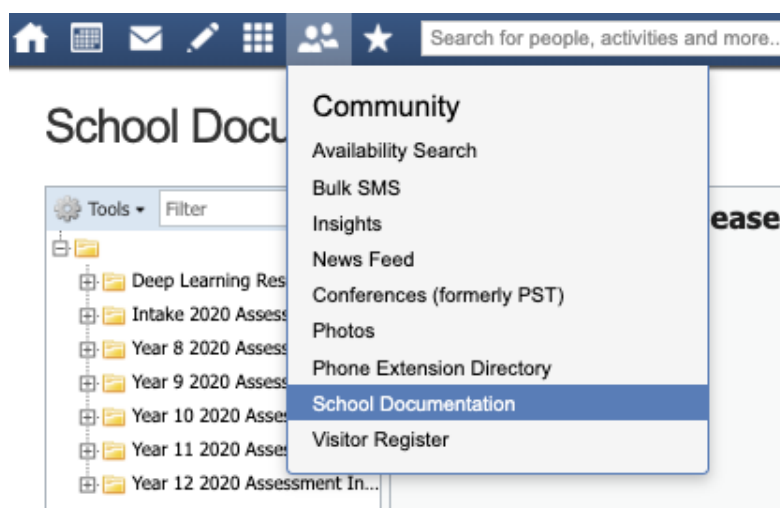 Search for people, activities and more..
School Docu
Community
Availability Search
Bulk SMS
Insights
News Feed
Conferences (formerly PST)
Photos
Phone Extension Directory
School Documentation
Visitor Register
Tools
Filter
ease
Deep Learning Res
Intake 2020 Assess
Year 8 2020 Assess
Year 9 2020 Assess
Year 10 2020 Asses
Year 11 2020 Asses
Year 12 2020 Assessment In...